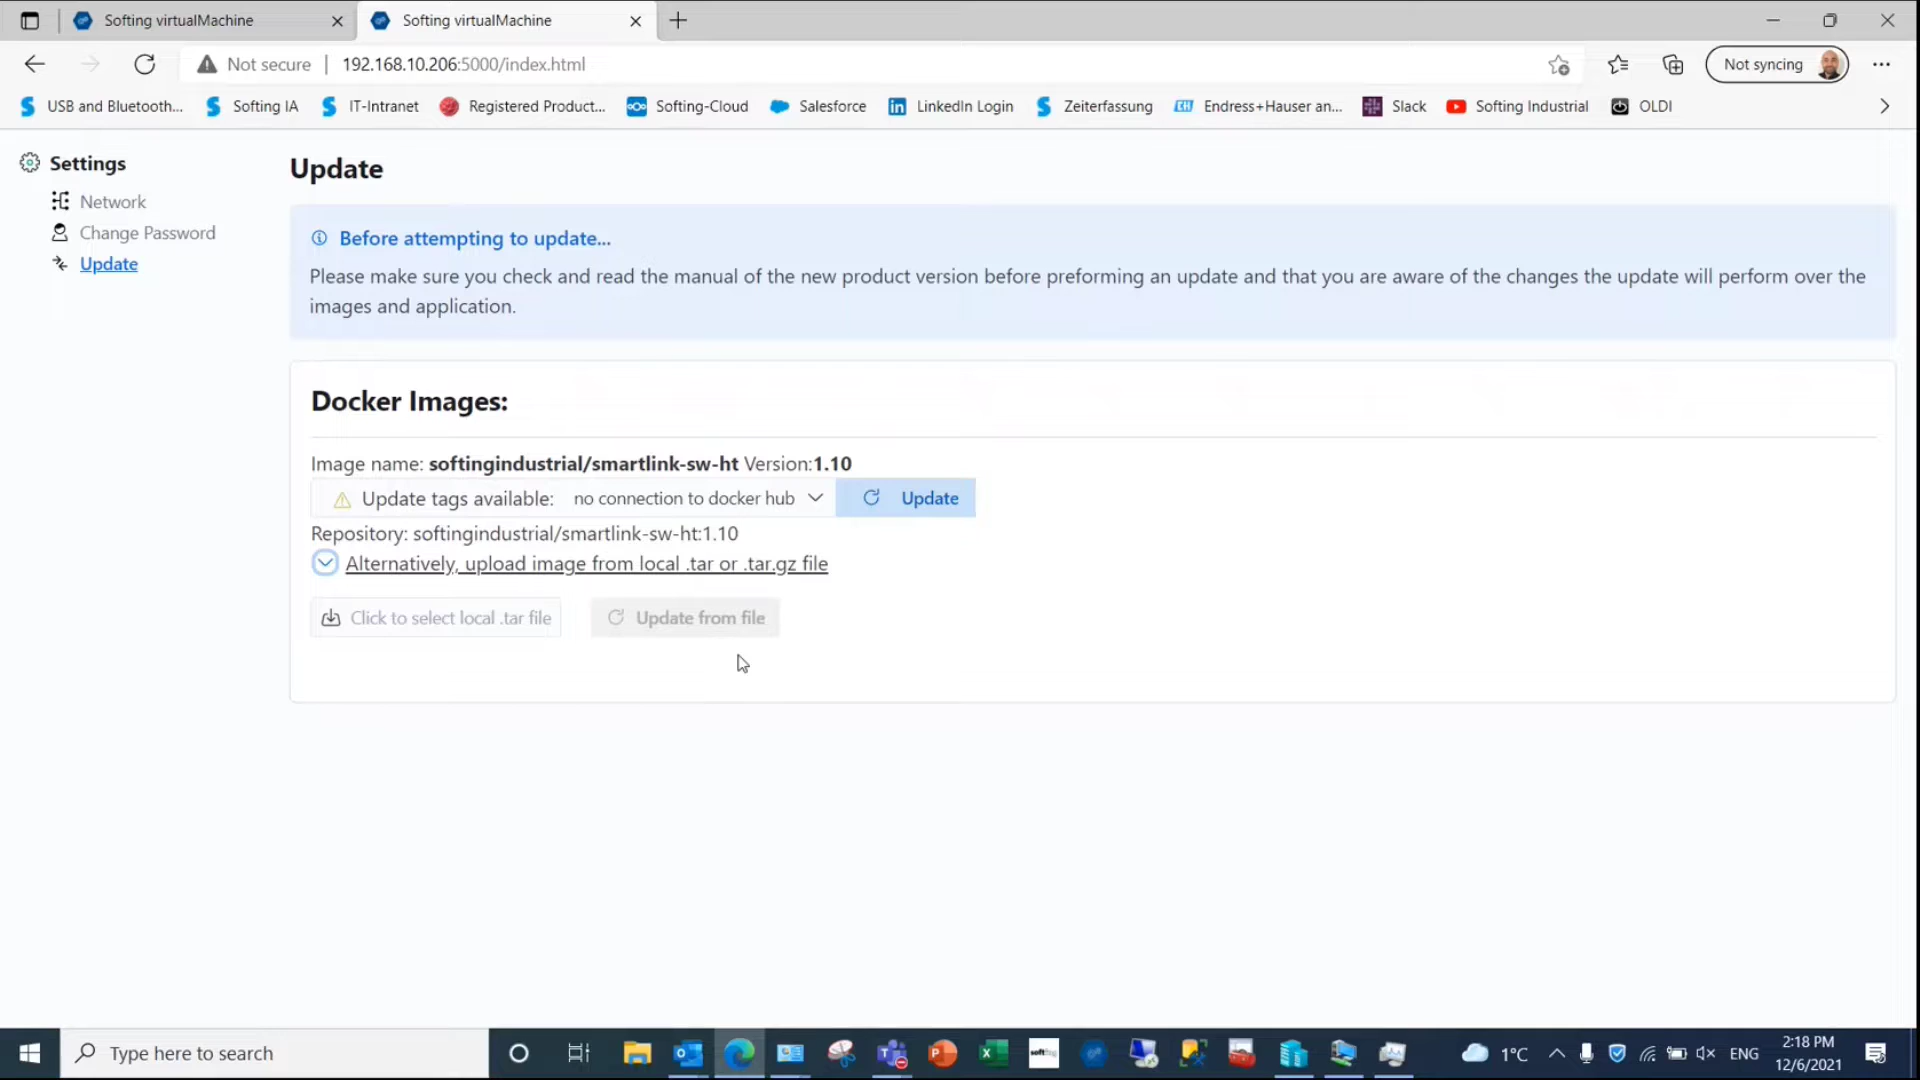 Softing virtualMachine
Softing virtualMachine
Not secure | 192.168.10.206:5000/index.html
Not syncing
USB and Bluetooth... Softing IA IT-Intranet Registered Product... Softing-Cloud Salesforce LinkedIn Login Zeiterfassung Endress+Hauser an... Slack Softing Industrial OLDI
Settings
Network
Change Password
Update
Update
Before attempting to update...
Please make sure you check and read the manual of the new product version before preforming an update and that you are aware of the changes the update will perform over the
images and application.
Docker Images:
Image name: softingindustrial/smartlink-sw-ht Version:1.10
Update tags available: no connection to docker hub Update
Repository: softingindustrial/smartlink-sw-ht:1.10
Alternatively, upload image from local .tar or .tar.gz file
Click to select local .tar file Update from file
Type here to search
1°C
ENG
2:18 PM
12/6/2021